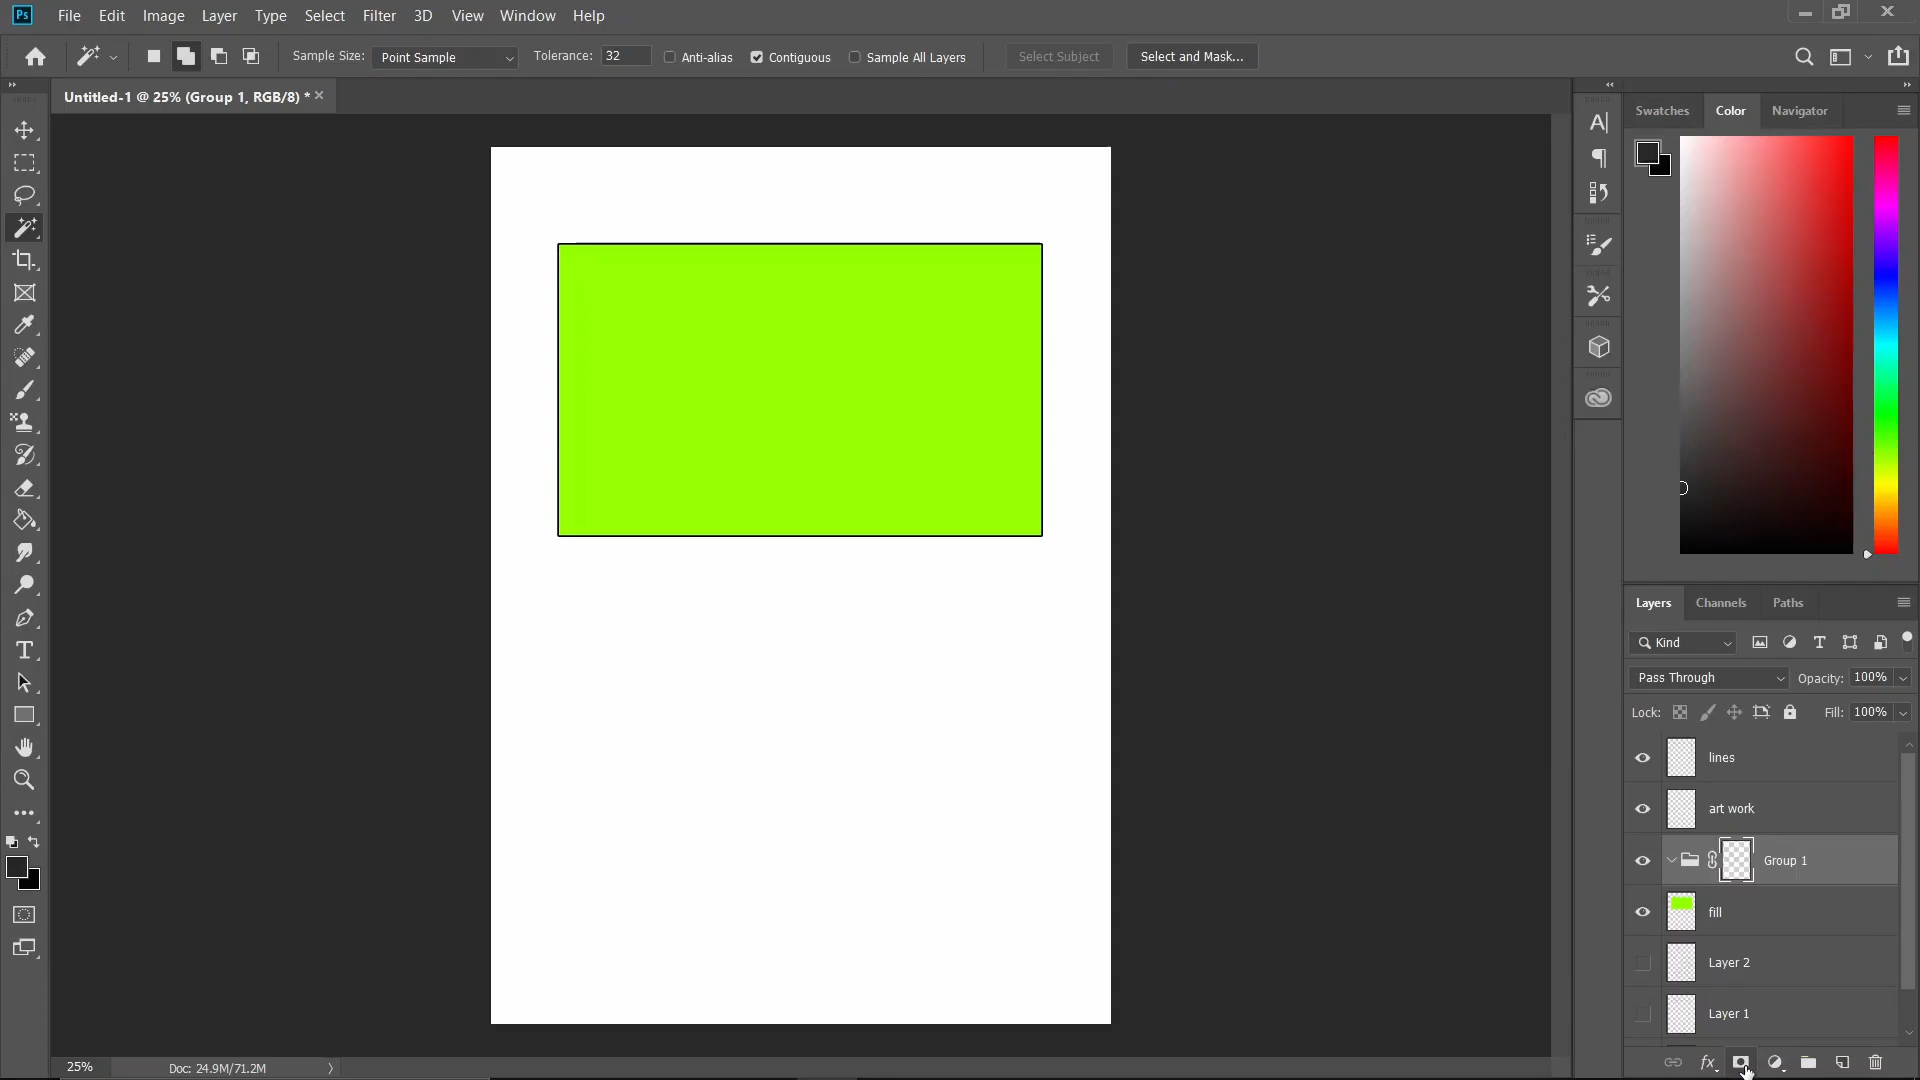 Ps File Edit Image Layer Type Select Filter 3D View Window Help
Sample Size: Point Sample Tolerance: 32 Anti-alias Contiguous Sample All Layers Select Subject Select and Mask...
Untitled-1 @ 25% (Group 1, RGB/8) *
Swatches Color Navigator
Layers Channels Paths
Kind
Pass Through Opacity: 100%
Lock: Fill: 100%
lines
art work
Group 1
fill
Layer 2
Layer 1
fx
25% Doc: 24.9M/71.2M